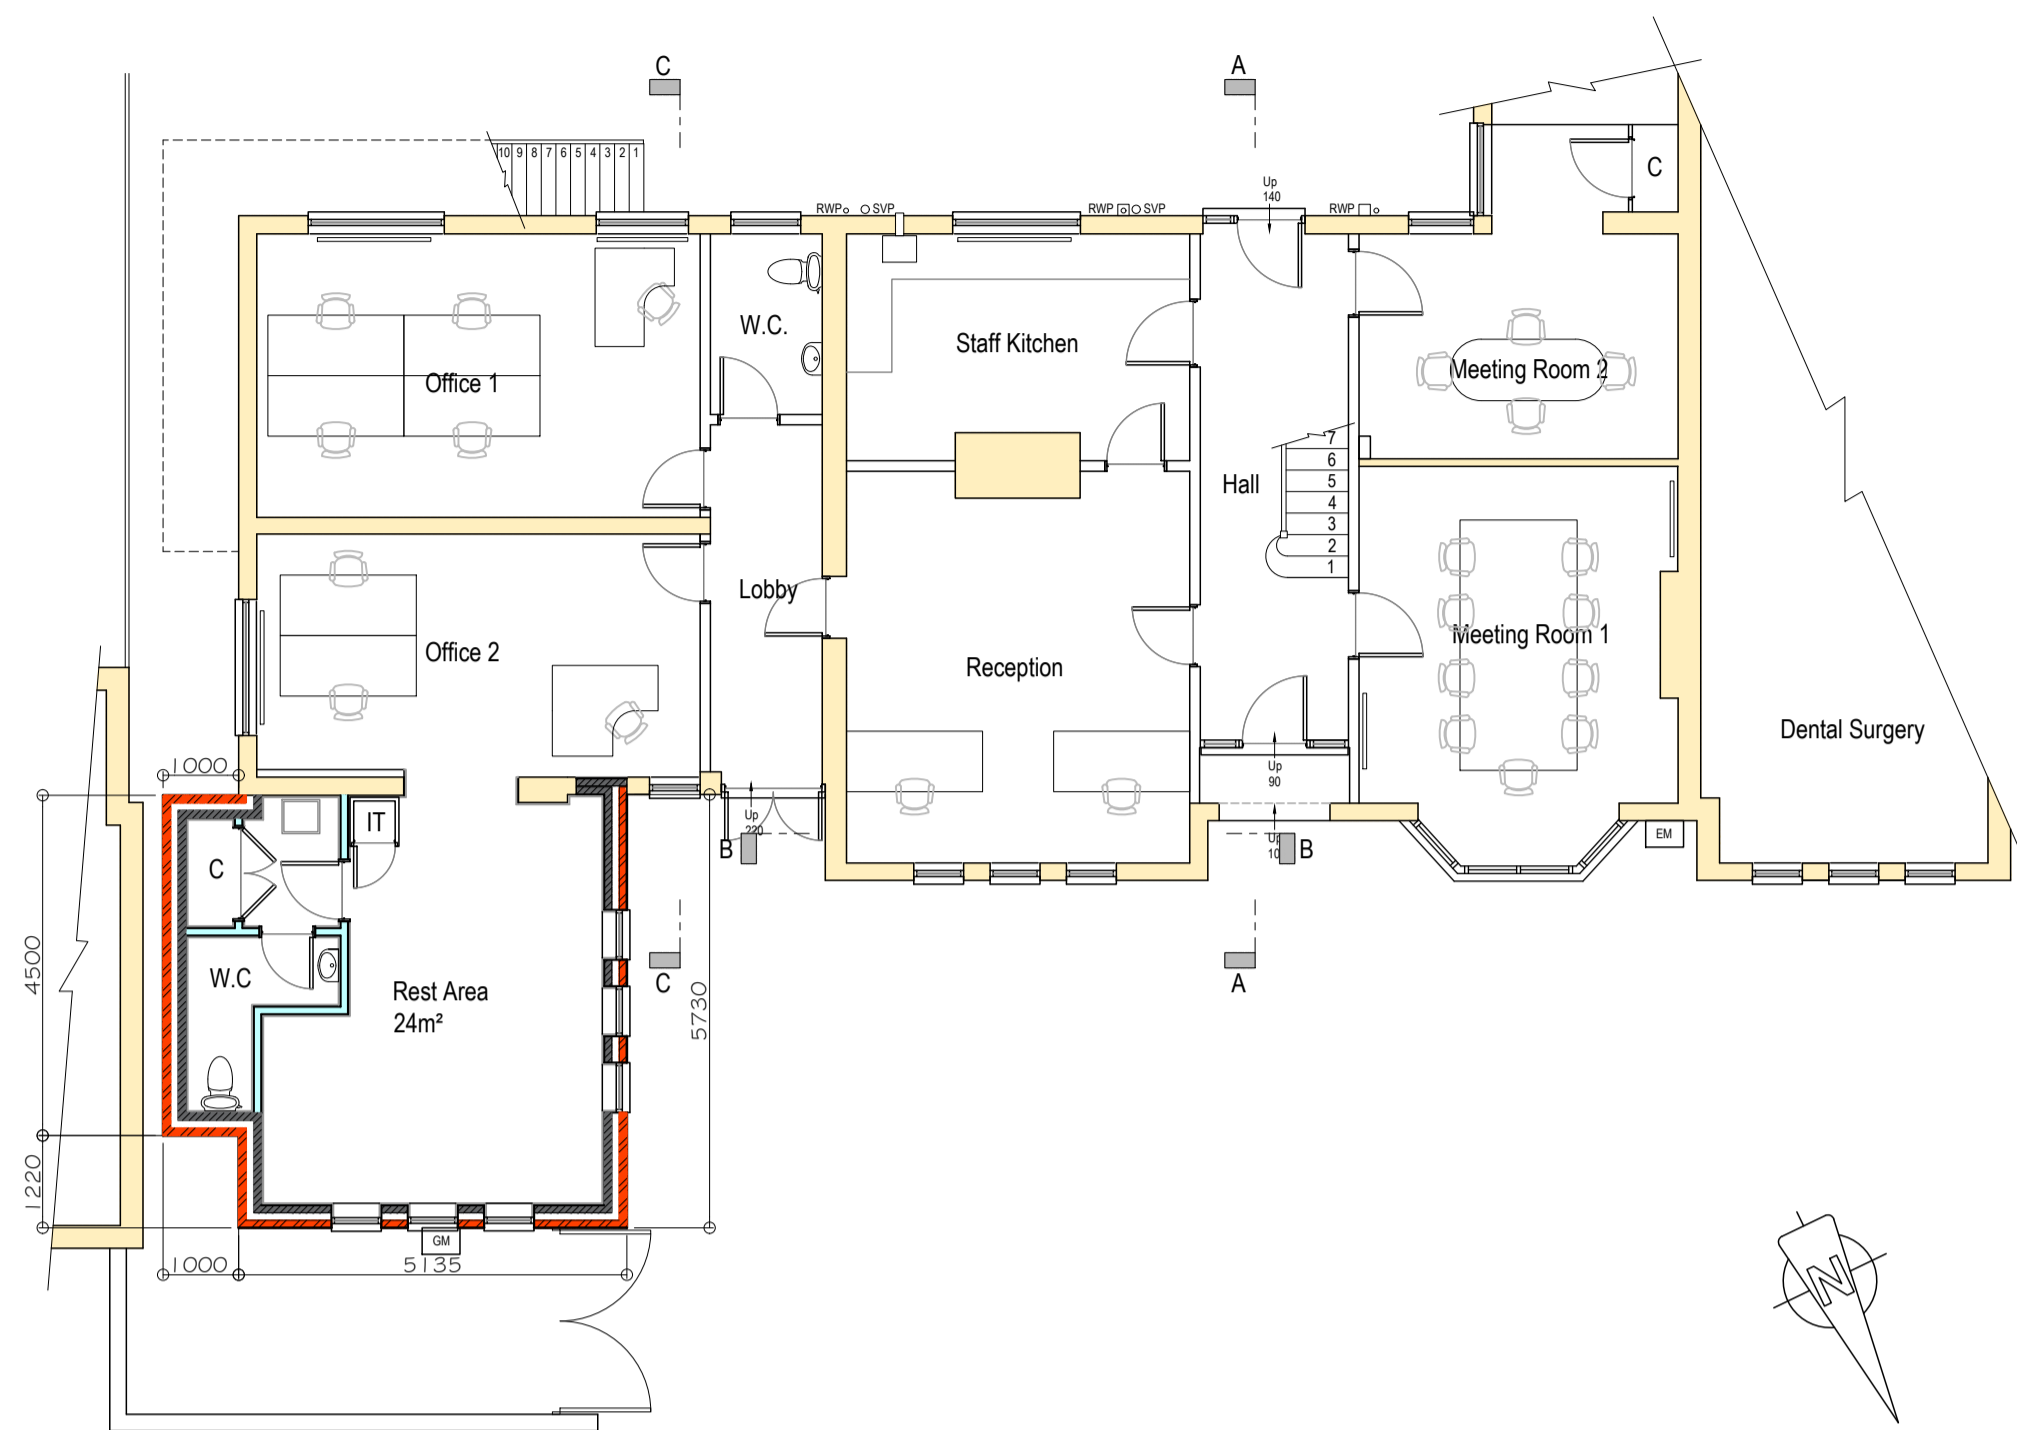 C
A
10 9 8 7 6 5 4 3 2 1
Up
140
C
RWP
SVP
RWP
SVP
RWP
W.C.
Staff Kitchen
Meeting Room 2
Office 1
7
6
5
4
3
2
1
Hall
Lobby
Office 2
Meeting Room 1
Reception
Dental Surgery
1000
Up
90
Up
220
Up
10
IT
B
B
EM
C
4500
W.C
Rest Area
24m²
C
A
5730
1220
GM
1000
5135
N